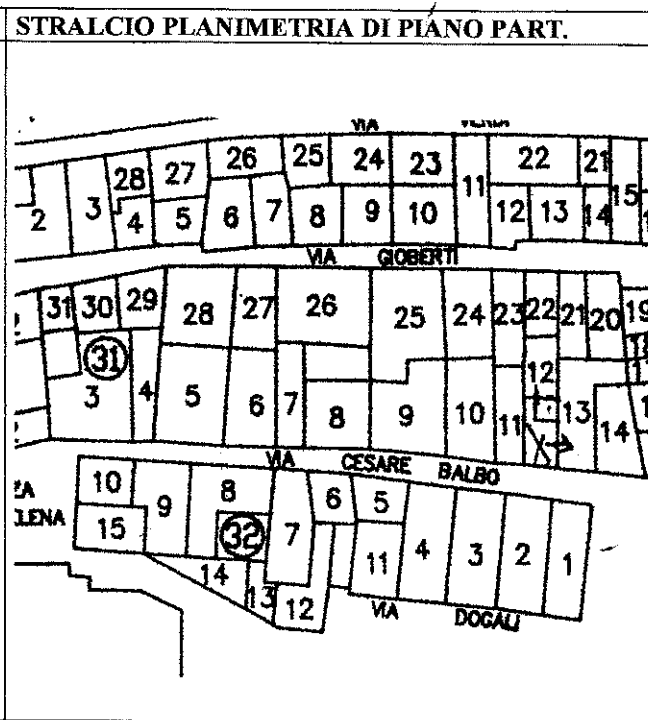 STRALCIO PLANIMETRIA DI PIANO PART.
VIA
26 25 24 23 22 21
28 27 11 15
2 3 4 5 6 7 8 9 10 12 13 14
VIA GIOBERTI
31 30 29 28 27 26 25 24 23 22 21 20 19
31
12
3 4 5 6 7 8 9 10 11 13 14
VIA CESARE BALBO
10 9 8 6 5
ZA
LENA
15 32 7 11 4 3 2 1
14 13 12
VIA DOGALI